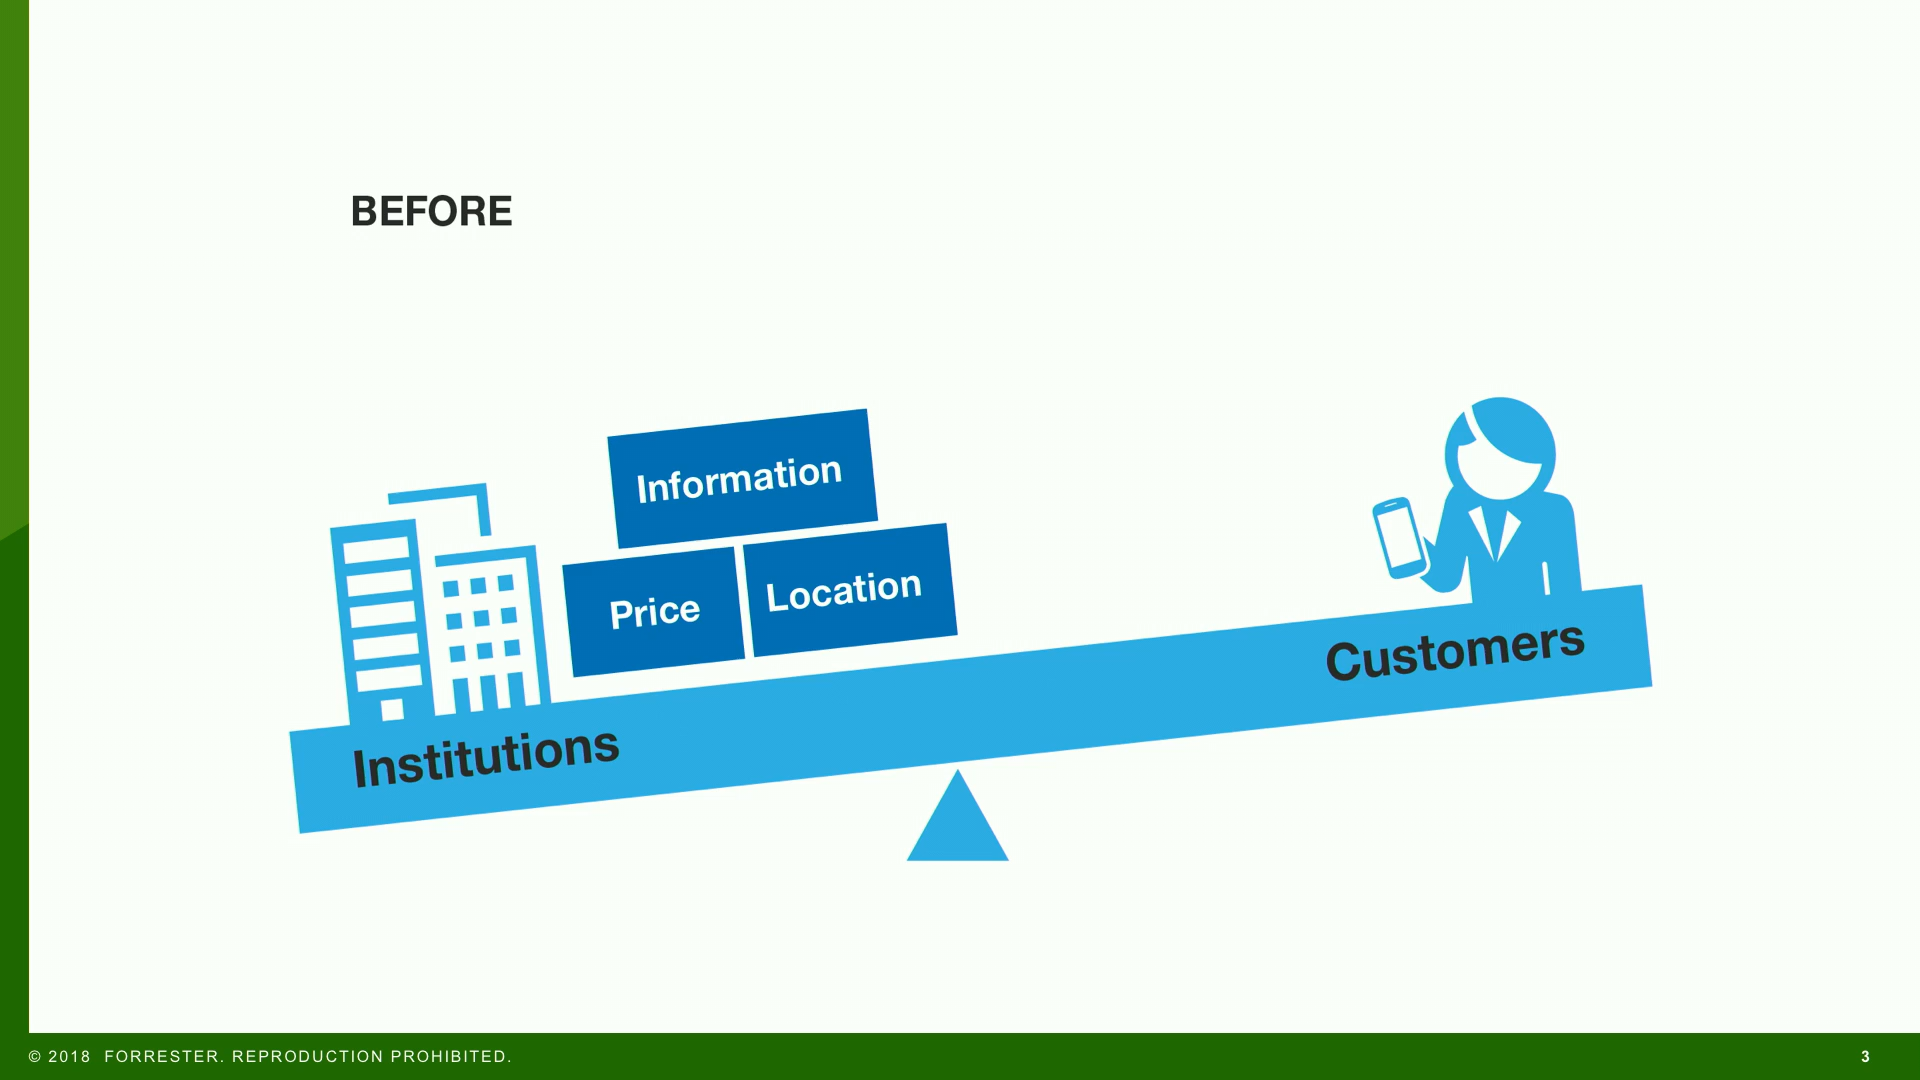 BEFORE
Information
Price
Location
Customers
Institutions
© 2018 FORRESTER. REPRODUCTION PROHIBITED.
3